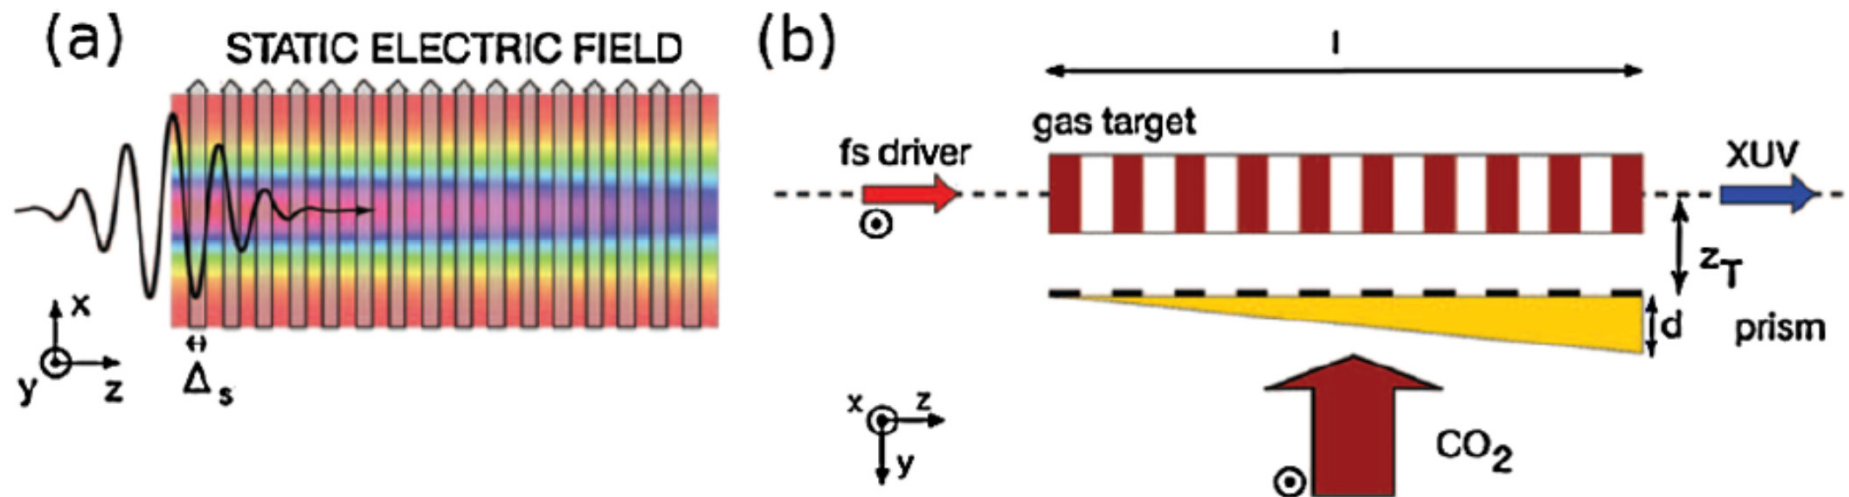 (a)
STATIC ELECTRIC FIELD
x
y
z
Δs
(b)
l
gas target
fs driver
XUV
zT
d
prism
x
z
y
CO2